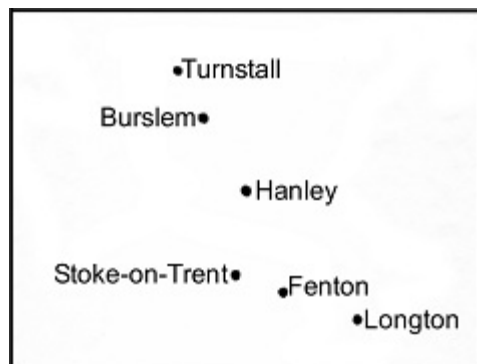 Turnstall
Burslem
Hanley
Stoke-on-Trent
Fenton
Longton